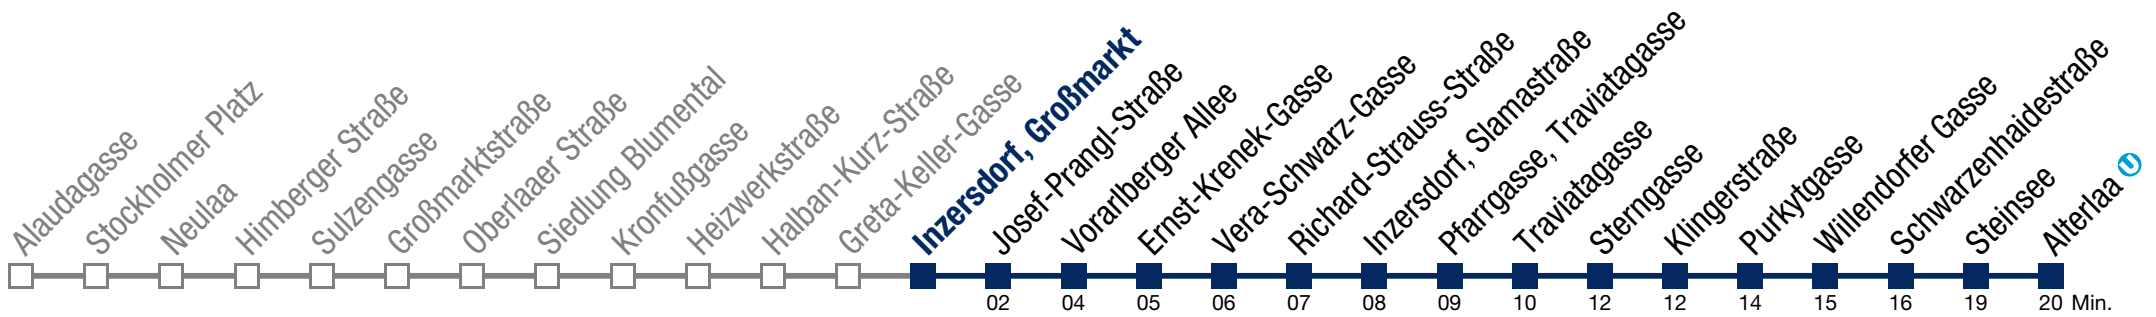 Alaudagasse
Stockholmer Platz
Neulaa
Himberger Straße
Sulzengasse
Großmarktstraße
Oberlaaer Straße
Siedlung Blumental
Kronfußgasse
Heizwerkstraße
Halban-Kurz-Straße
Greta-Keller-Gasse
Inzersdorf, Großmarkt
Josef-Prangl-Straße
Vorarlberger Allee
Ernst-Krenek-Gasse
Vera-Schwarz-Gasse
Richard-Strauss-Straße
Inzersdorf, Slamastraße
Pfarrgasse, Traviatagasse
Traviatagasse
Sterngasse
Klingerstraße
Purkytgasse
Willendorfer Gasse
Schwarzenhaidestraße
Steinsee
Alterlaa U
02 04 05 06 07 08 09 10 12 12 14 15 16 19 20 Min.